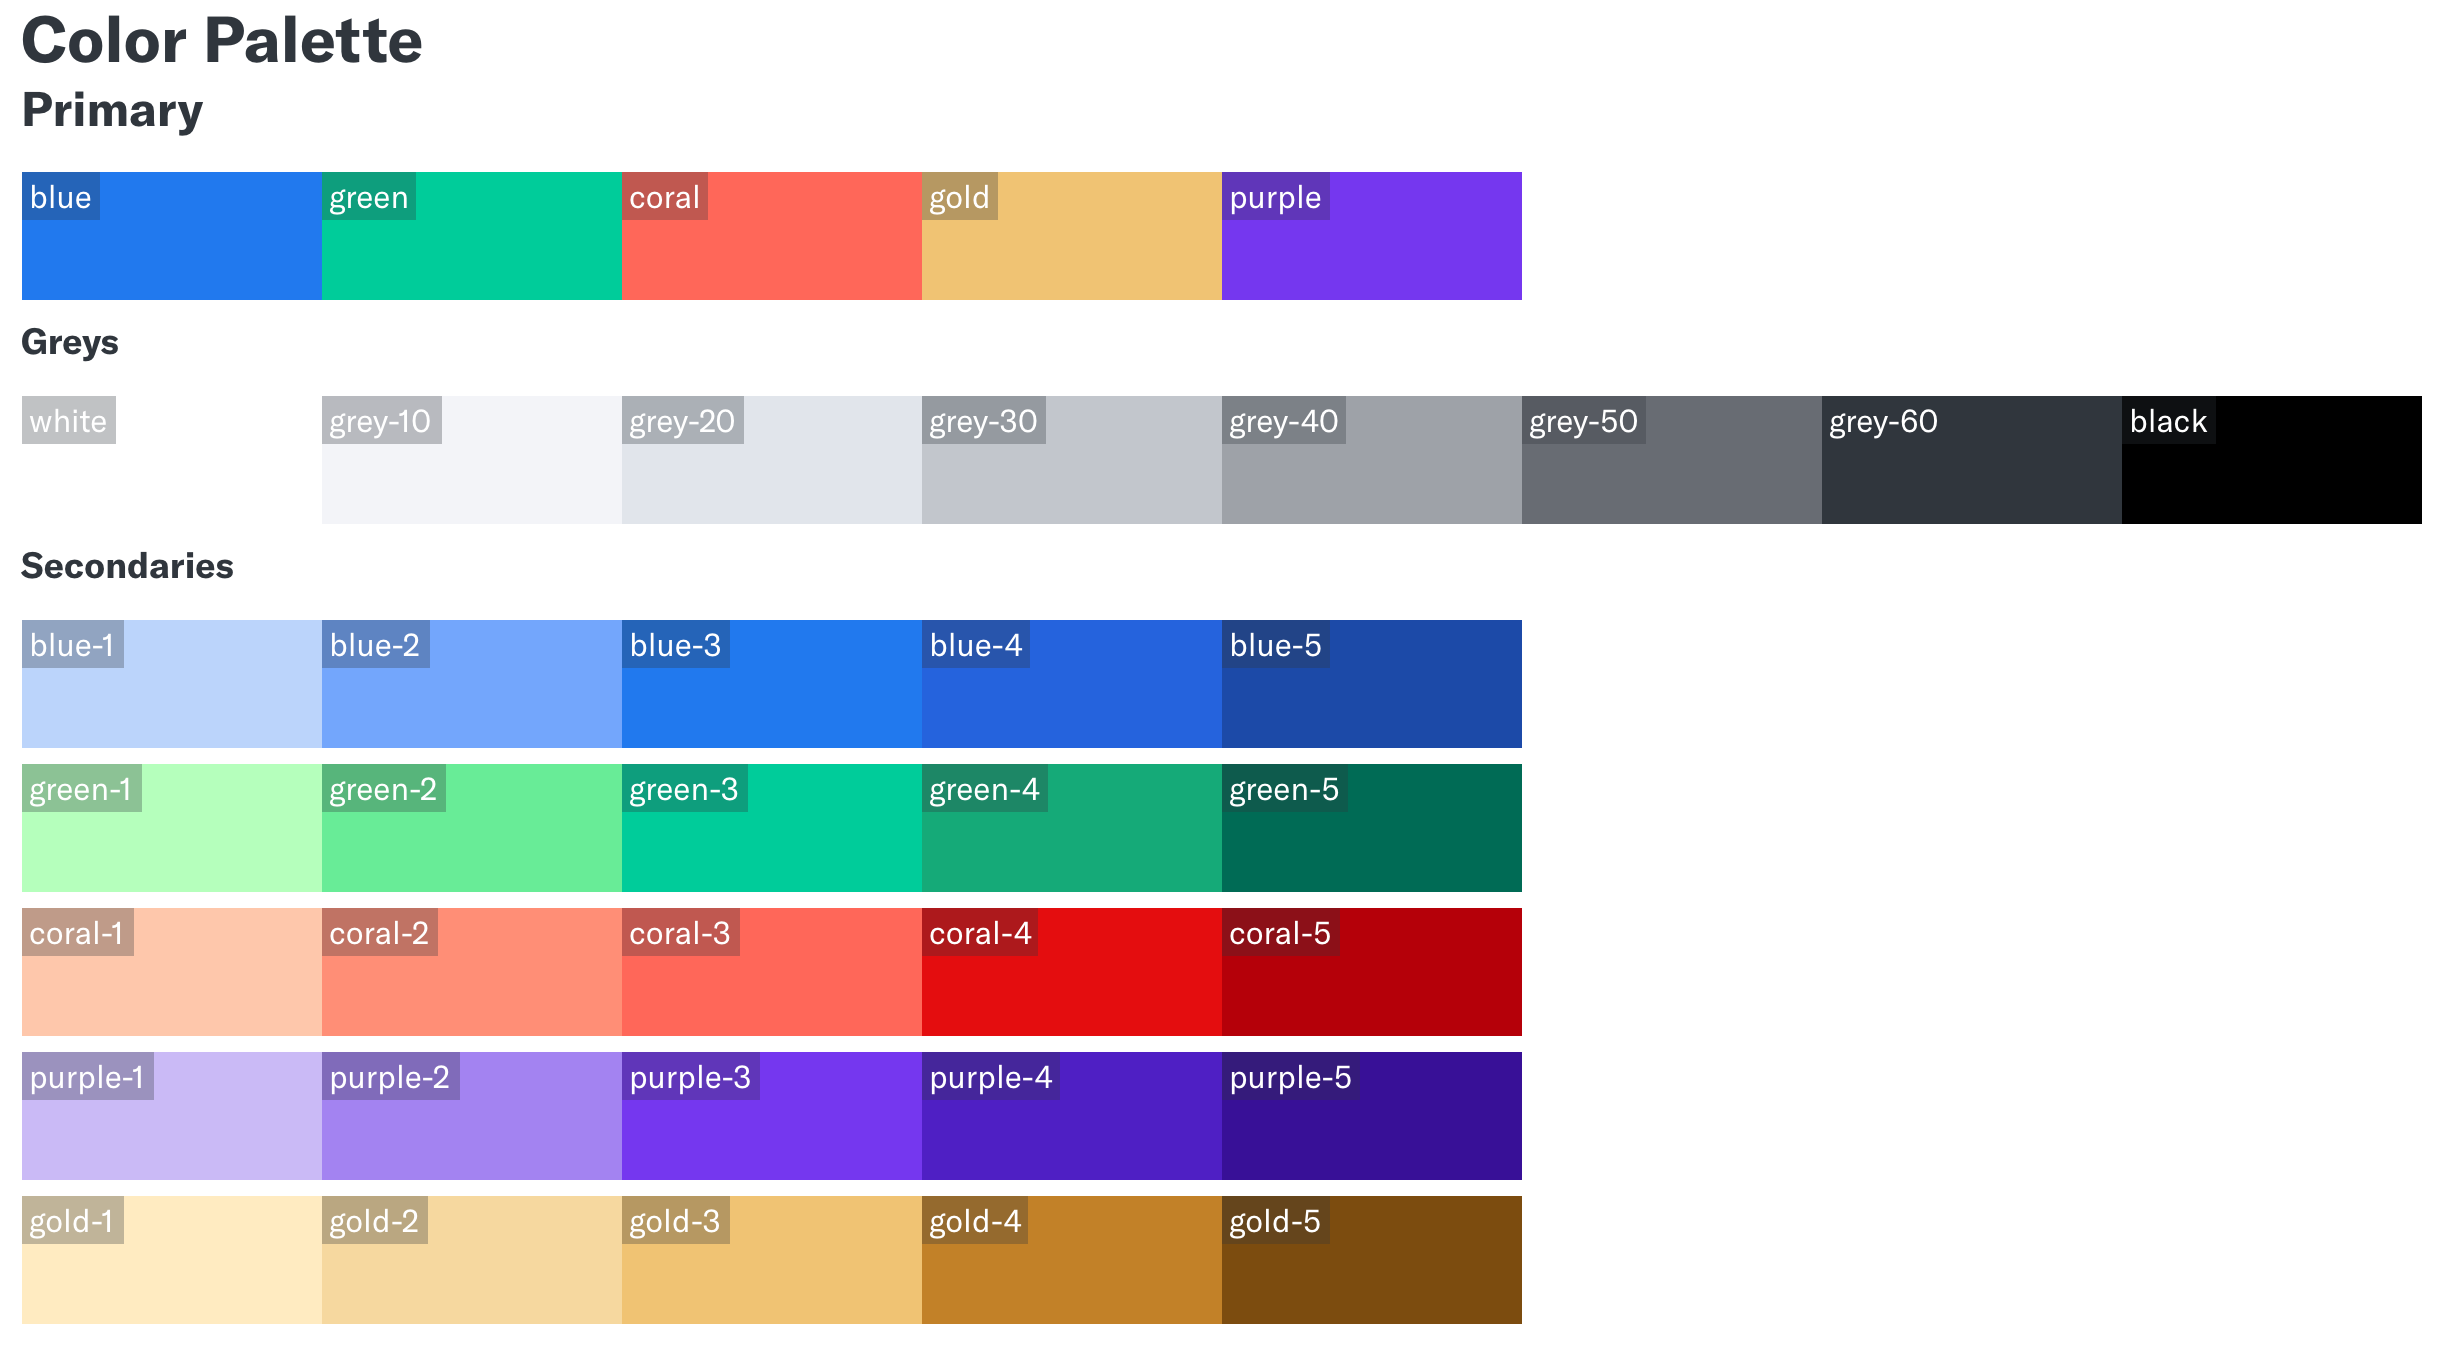 Color Palette
Primary
blue green coral gold purple
Greys
white grey-10 grey-20 grey-30 grey-40 grey-50 grey-60 black
Secondaries
blue-1 blue-2 blue-3 blue-4 blue-5
green-1 green-2 green-3 green-4 green-5
coral-1 coral-2 coral-3 coral-4 coral-5
purple-1 purple-2 purple-3 purple-4 purple-5
gold-1 gold-2 gold-3 gold-4 gold-5